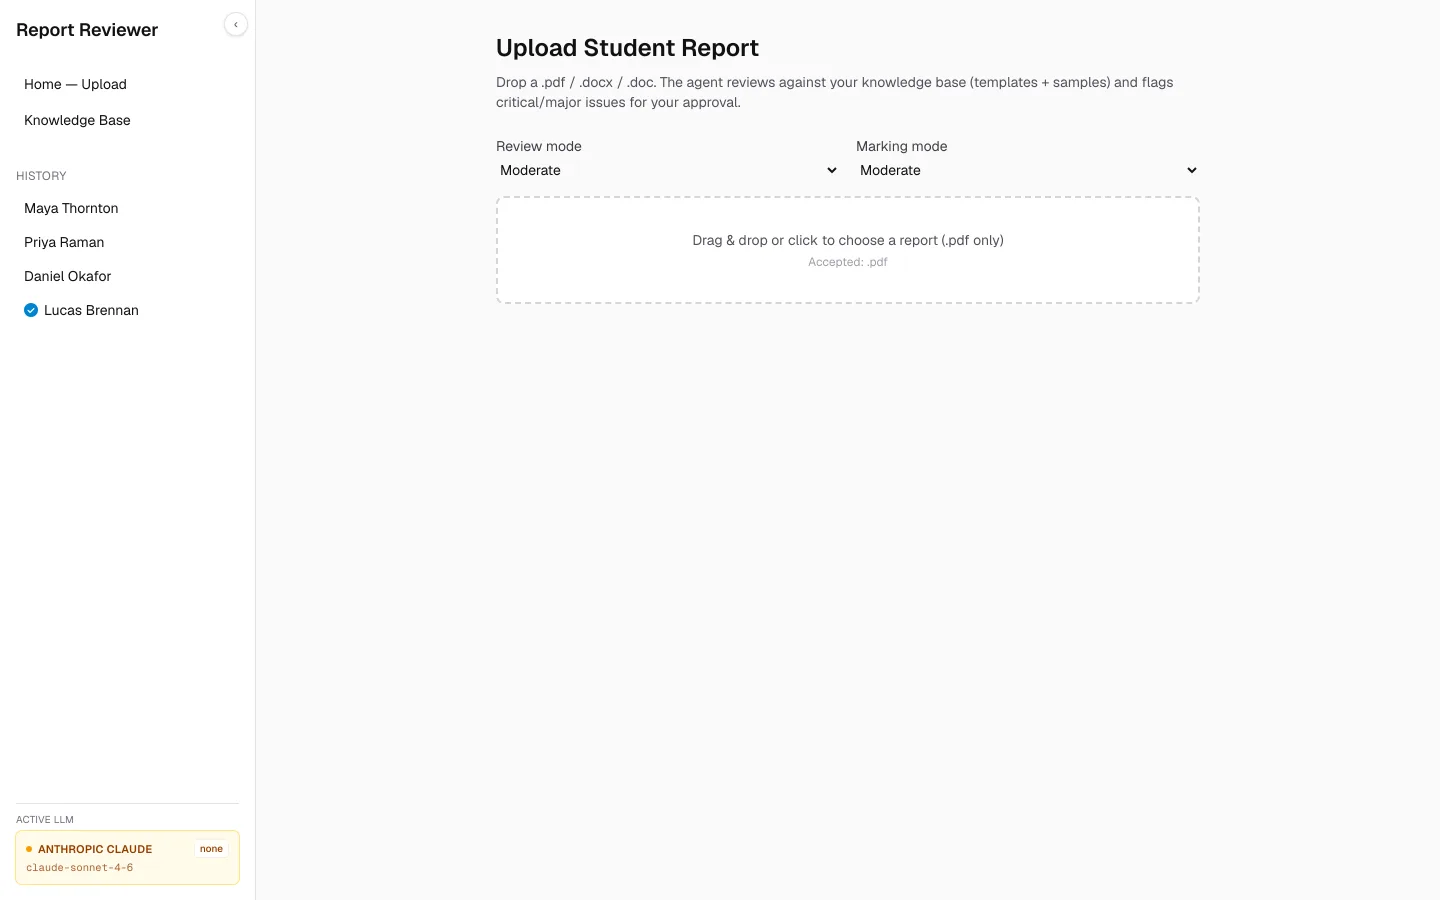 Report Reviewer
‹
Home — Upload
Knowledge Base
HISTORY
Maya Thornton
Priya Raman
Daniel Okafor
Lucas Brennan
ACTIVE LLM
ANTHROPIC CLAUDE
none
claude-sonnet-4-6
Upload Student Report
Drop a .pdf / .docx / .doc. The agent reviews against your knowledge base (templates + samples) and flags
critical/major issues for your approval.
Review mode
Moderate
Marking mode
Moderate
Drag & drop or click to choose a report (.pdf only)
Accepted: .pdf